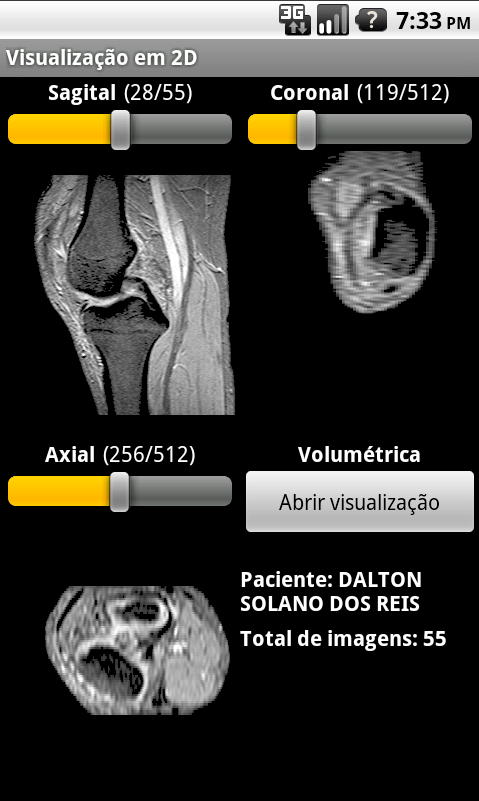 3G ? 7:33 PM
Visualização em 2D
Sagital (28/55)
Coronal (119/512)
Axial (256/512)
Volumétrica
Abrir visualização
Paciente: DALTON
SOLANO DOS REIS
Total de imagens: 55